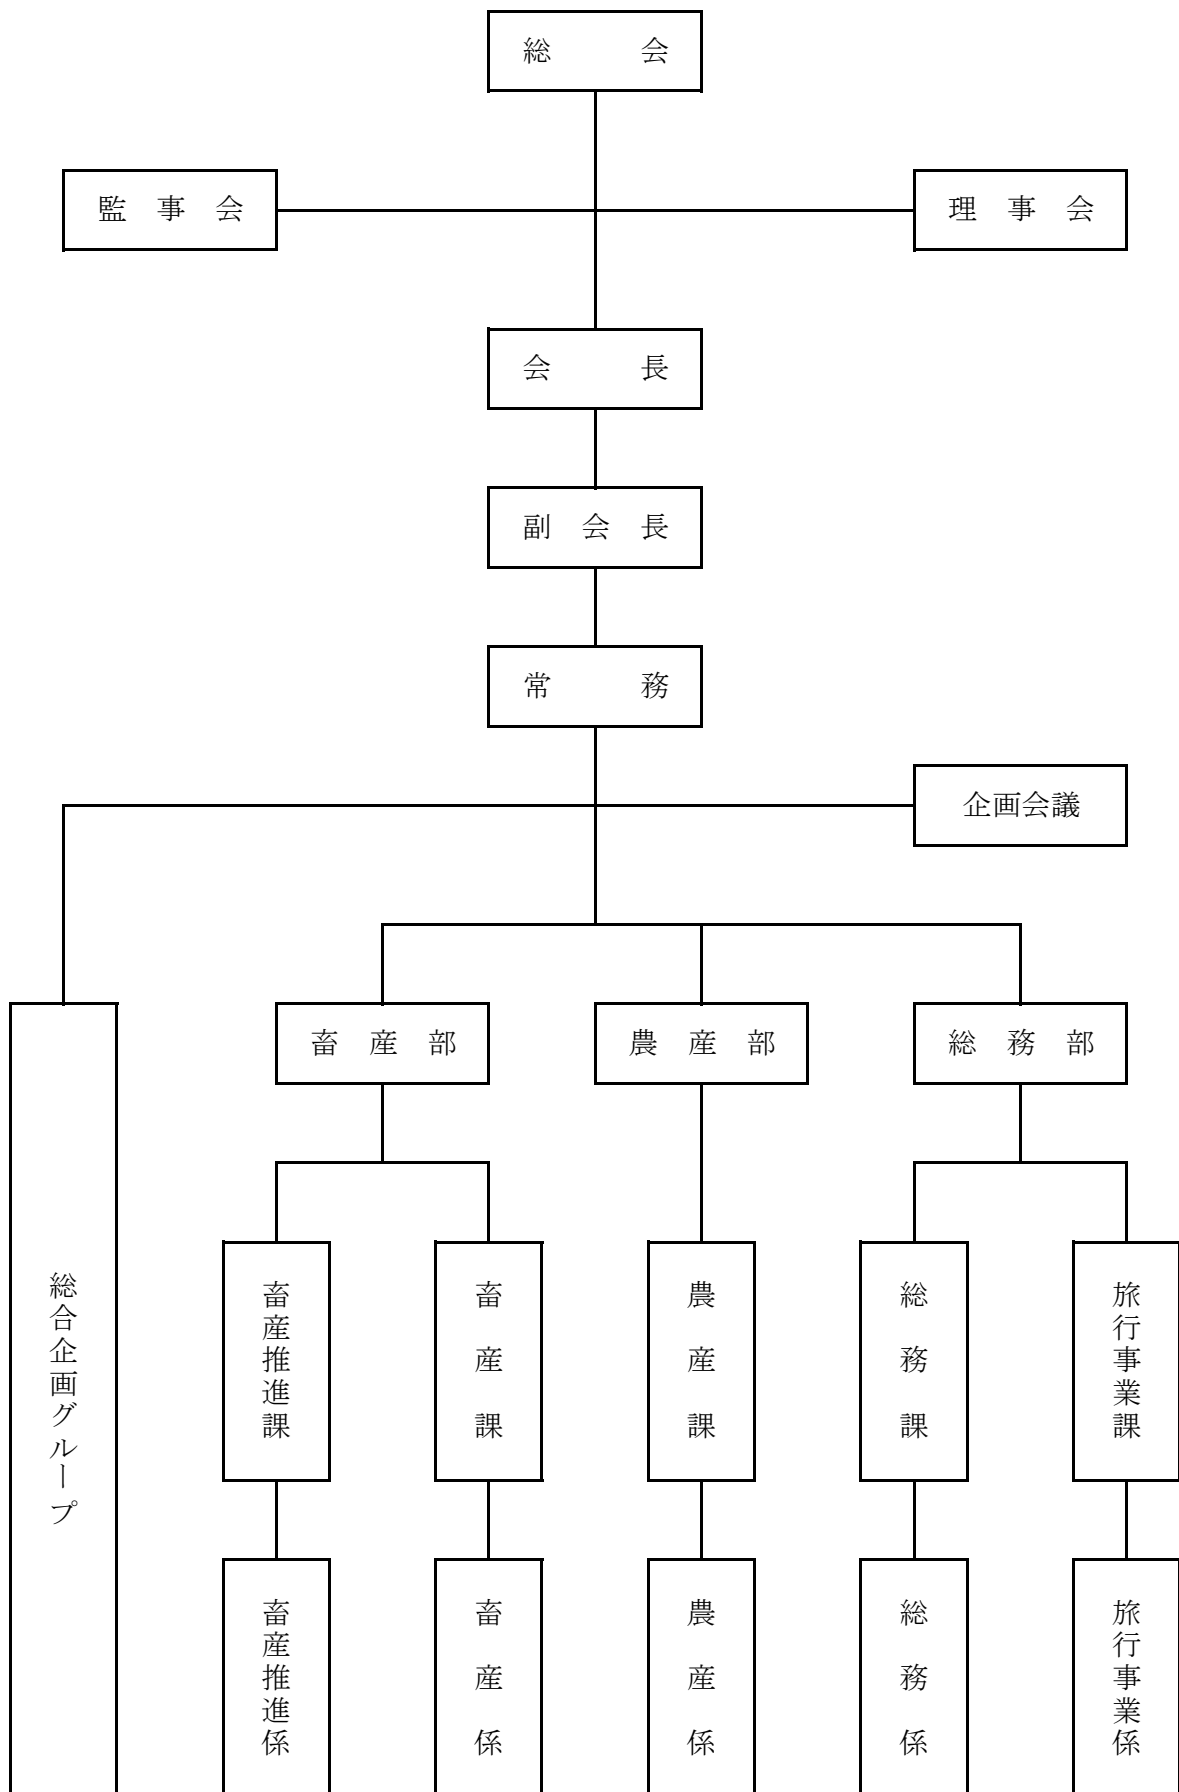 総　　　会
監　事　会
理　事　会
会　　　長
副　会　長
常　　　務
企画会議
畜　産　部
農　産　部
総　務　部
総合企画グループ
畜産推進課
畜　産　課
農　産　課
総　務　課
旅行事業課
畜産推進係
畜　産　係
農　産　係
総　務　係
旅行事業係